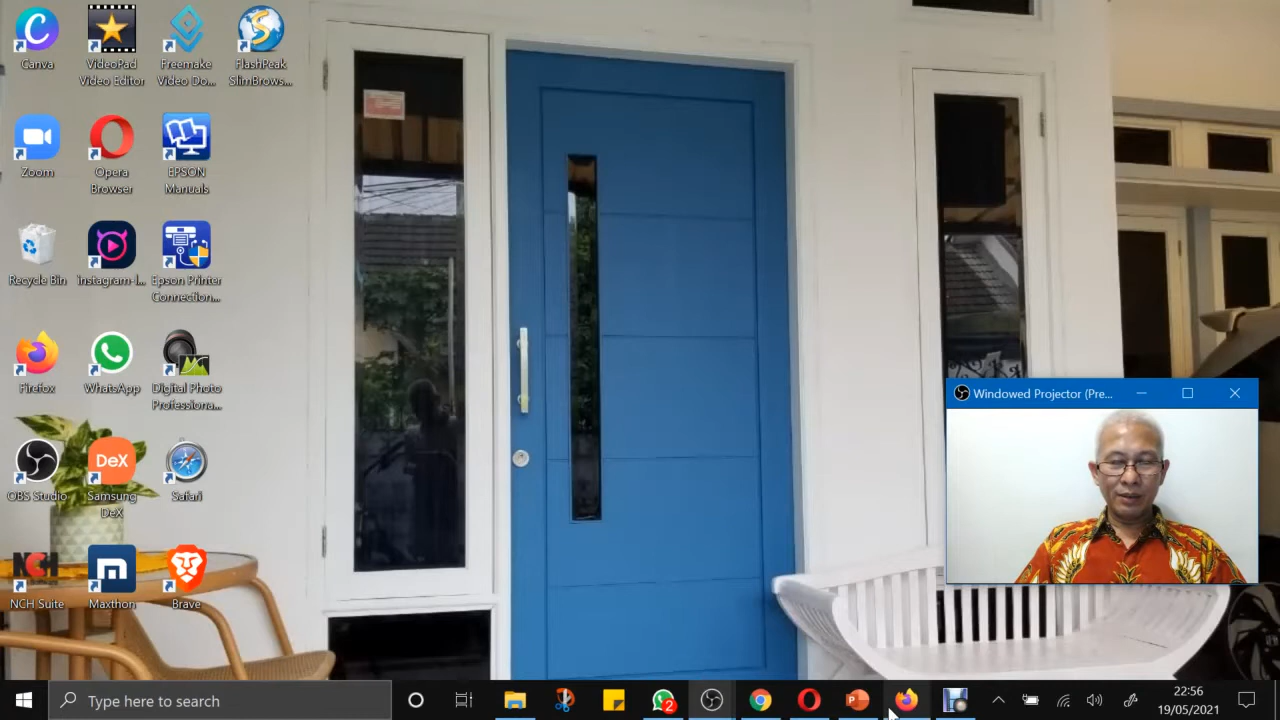 Canva
VideoPad
Video Editor
Freemake
Video Do...
FlashPeak
SlimBrows...
Zoom
Opera
Browser
EPSON
Manuals
Recycle Bin
instagram-l...
Epson Printer
Connection...
Firefox
WhatsApp
Digital Photo
Professiona...
Windowed Projector (Pre...
OBS Studio
DeX
Samsung
DeX
Safari
NCH
NCH Suite
Maxthon
Brave
Type here to search
2
22:56
19/05/2021